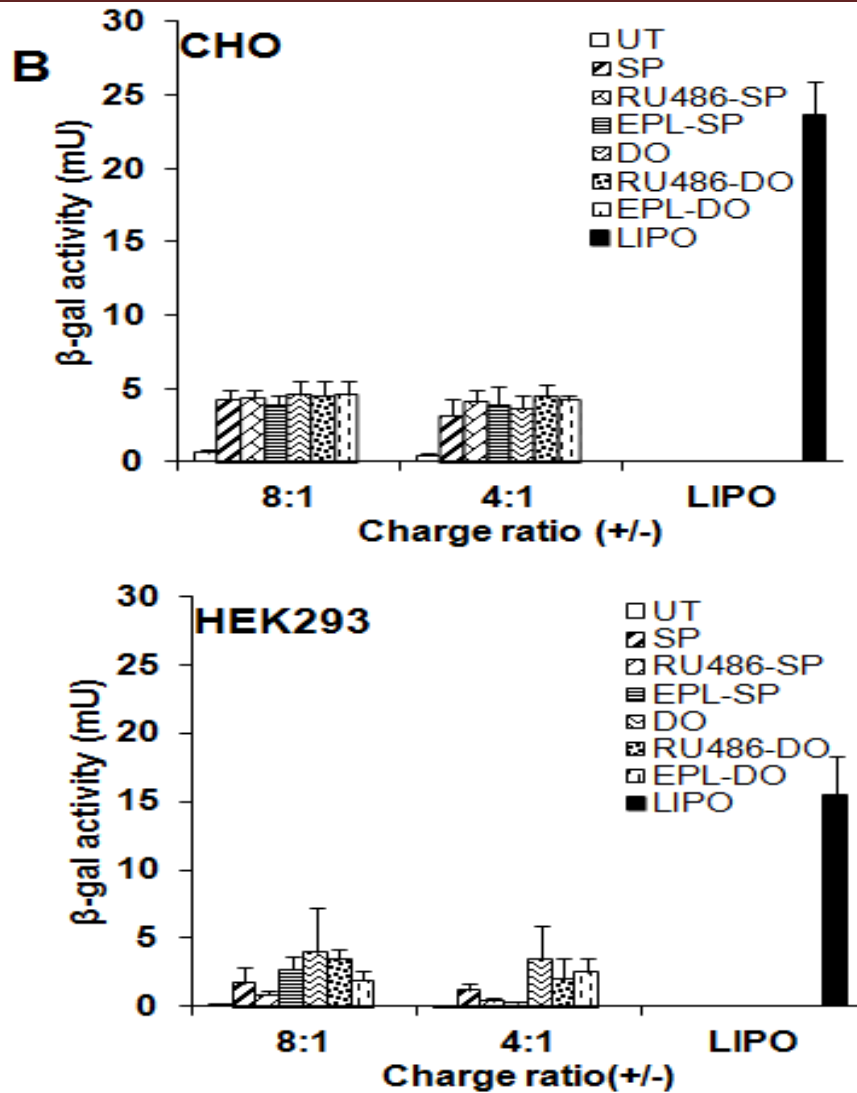 B
CHO
β-gal activity (mU)
30
25
20
15
10
5
0
UT
SP
RU486-SP
EPL-SP
DO
RU486-DO
EPL-DO
LIPO
8:1 4:1 LIPO
Charge ratio (+/-)
HEK293
β-gal activity (mU)
30
25
20
15
10
5
0
UT
SP
RU486-SP
EPL-SP
DO
RU486-DO
EPL-DO
LIPO
8:1 4:1 LIPO
Charge ratio(+/-)